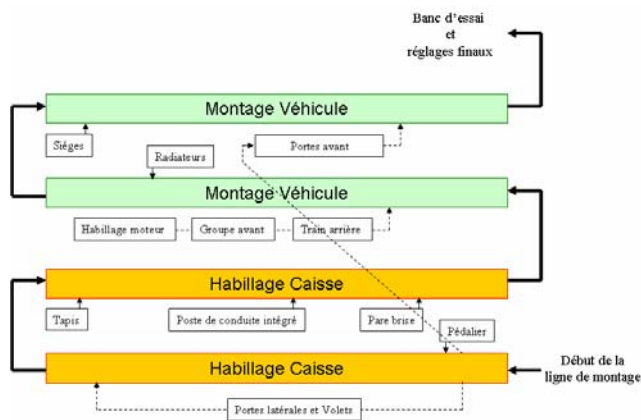 Banc d'essai
et
réglages finaux
Montage Véhicule
Sièges
Portes avant
Radiateurs
Montage Véhicule
Habillage moteur
Groupe avant
Train arrière
Habillage Caisse
Tapis
Poste de conduite intégré
Pare brise
Pédalier
Habillage Caisse
Début de la
ligne de montage
Portes latérales et Volets